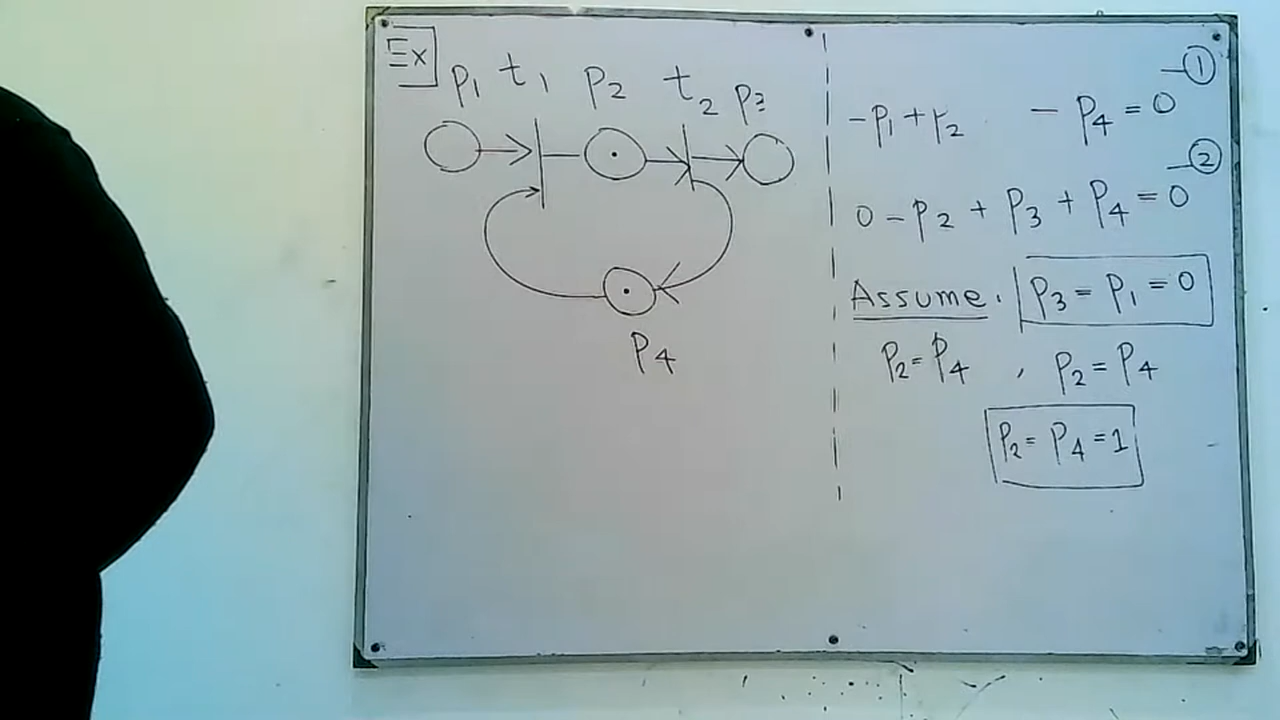 Ex
p1 t1 p2 t2 p3
p4
-①
-p1 + p2 - p4 = 0
-②
0 - p2 + p3 + p4 = 0
Assume. p3 = p1 = 0
p2 = p4 , p2 = p4
p2 = p4 = 1